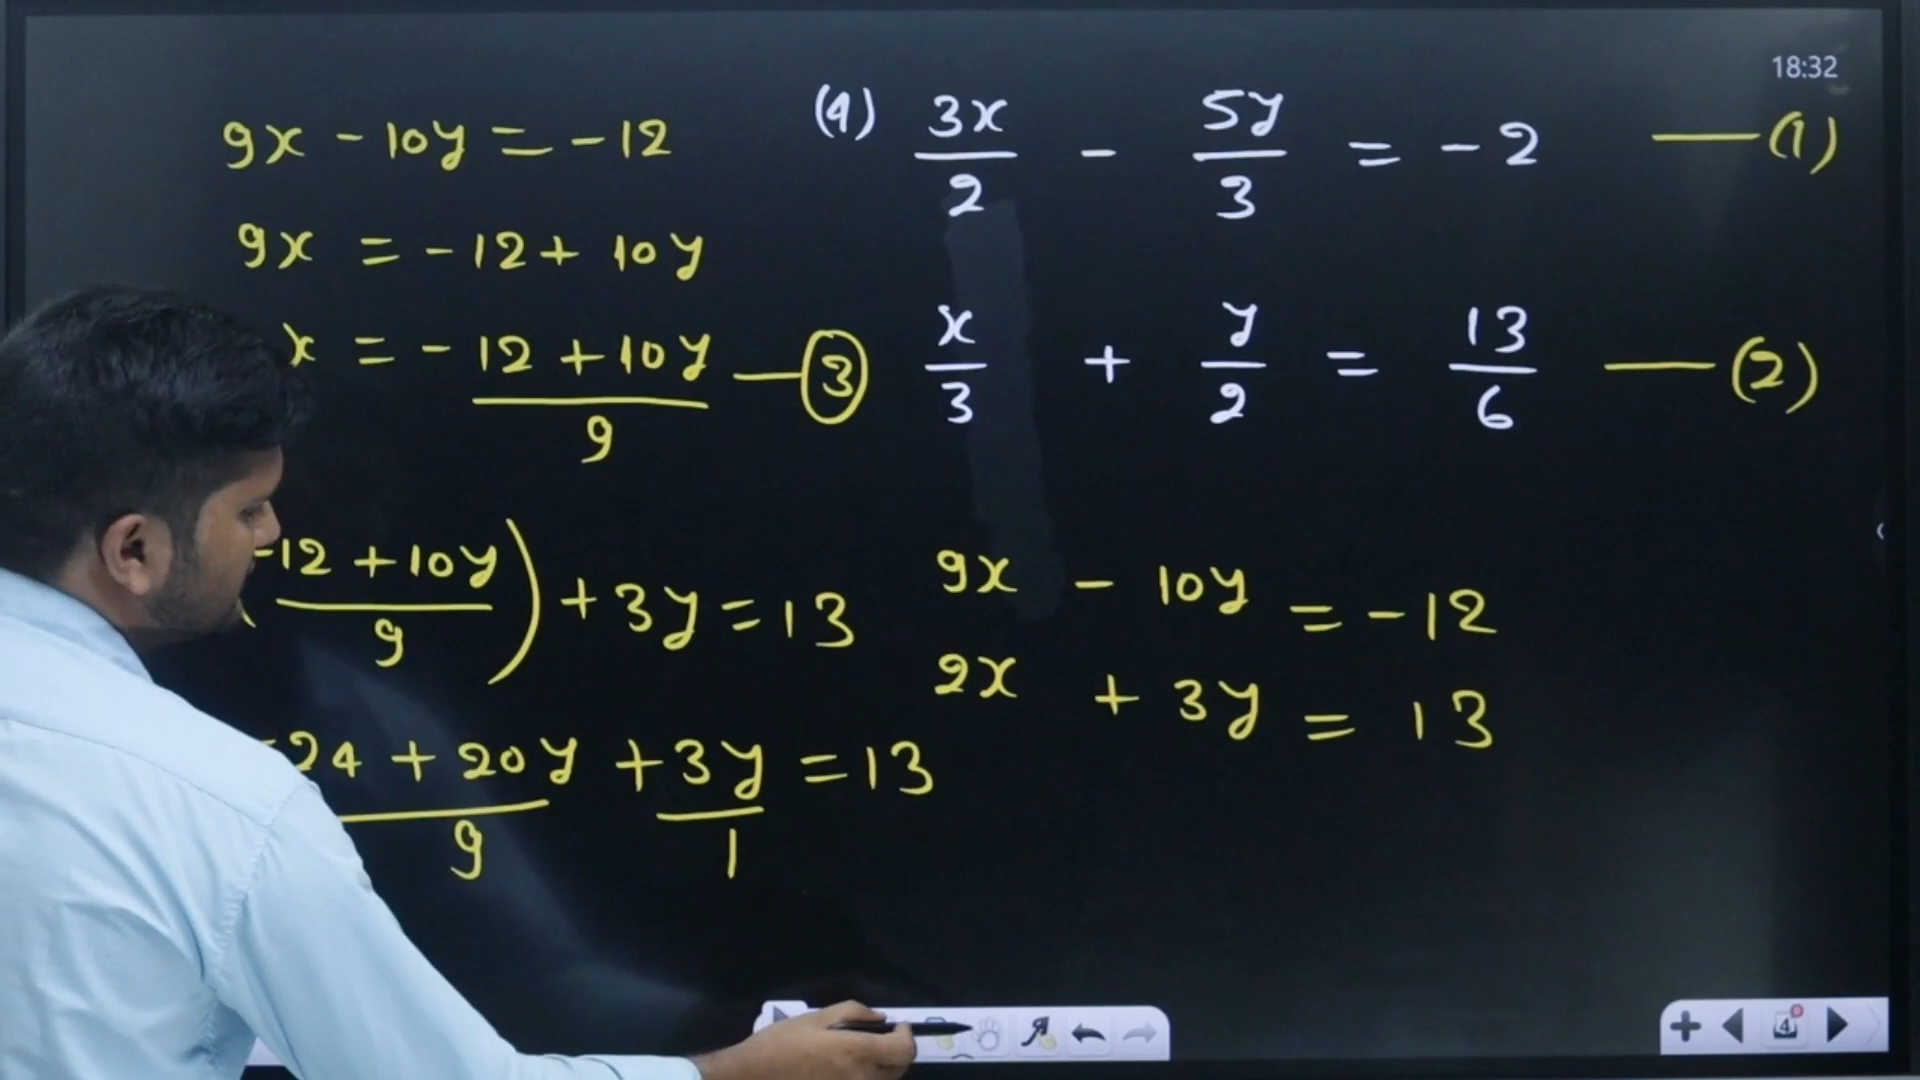 18:32
9x - 10y = -12
9x = -12 + 10y
x = -12 + 10y / 9 — 3
-12 + 10y / 9 ) + 3y = 13
-24 + 20y / 9 + 3y / 1 = 13
(4) 3x/2 - 5y/3 = -2 — (1)
x/3 + y/2 = 13/6 — (2)
9x - 10y = -12
2x + 3y = 13
4